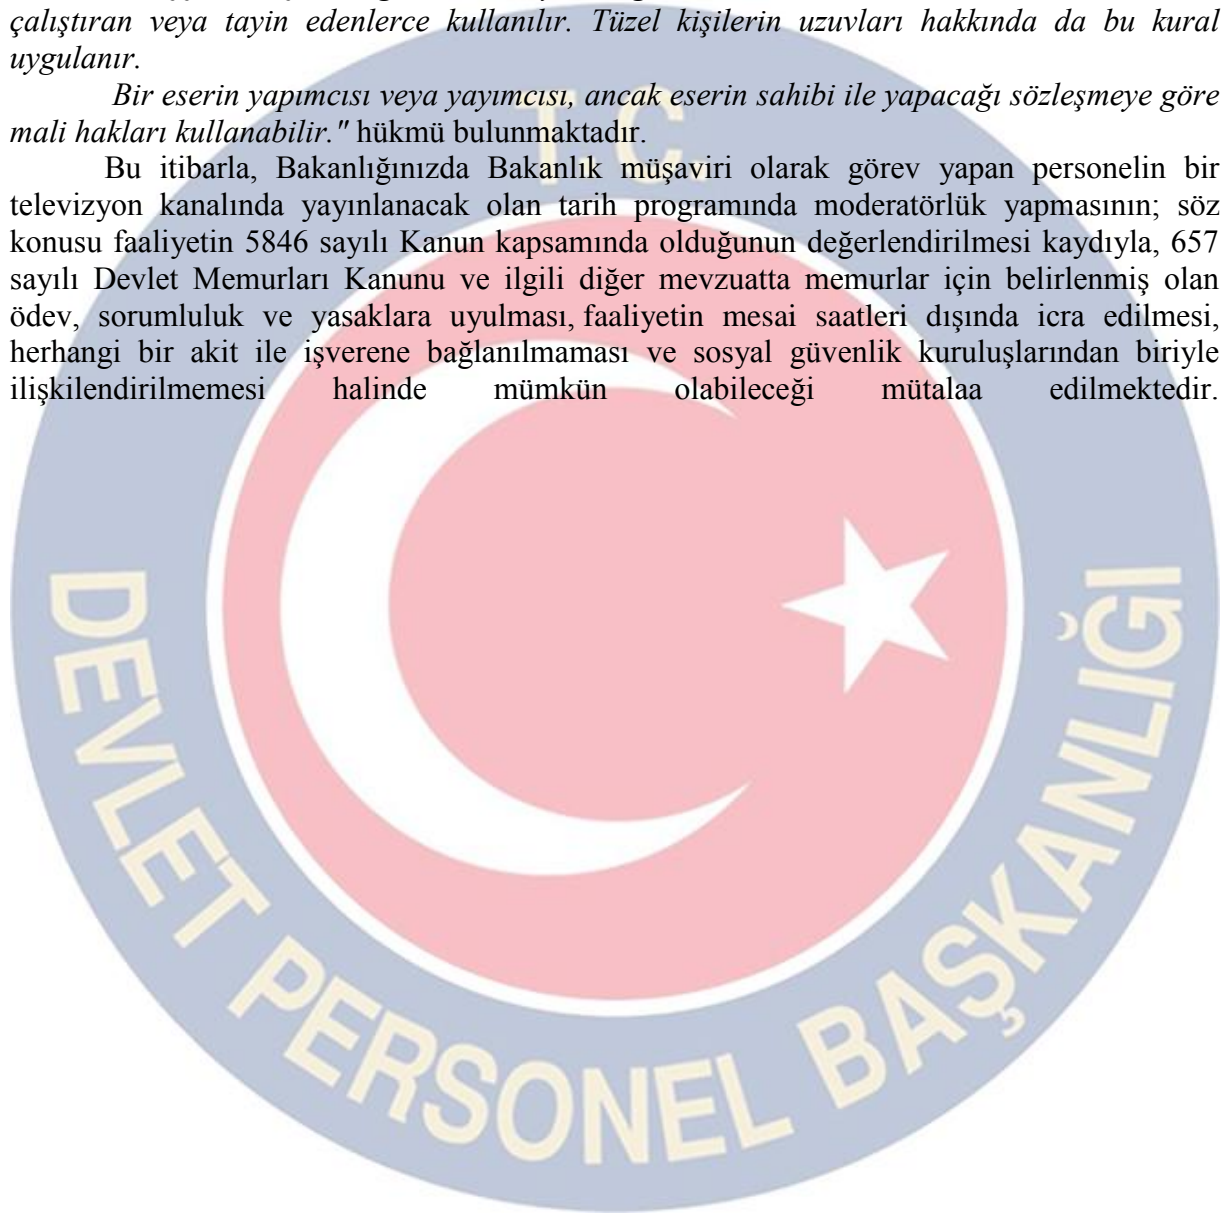 çalıştıran veya tayin edenlerce kullanılır. Tüzel kişilerin uzuvları hakkında da bu kural
uygulanır.
Bir eserin yapımcısı veya yayımcısı, ancak eserin sahibi ile yapacağı sözleşmeye göre
mali hakları kullanabilir." hükmü bulunmaktadır.
Bu itibarla, Bakanlığınızda Bakanlık müşaviri olarak görev yapan personelin bir
televizyon kanalında yayınlanacak olan tarih programında moderatörlük yapmasının; söz
konusu faaliyetin 5846 sayılı Kanun kapsamında olduğunun değerlendirilmesi kaydıyla, 657
sayılı Devlet Memurları Kanunu ve ilgili diğer mevzuatta memurlar için belirlenmiş olan
ödev, sorumluluk ve yasaklara uyulması, faaliyetin mesai saatleri dışında icra edilmesi,
herhangi bir akit ile işverene bağlanılmaması ve sosyal güvenlik kuruluşlarından biriyle
ilişkilendirilmemesi halinde mümkün olabileceği mütalaa edilmektedir.
T.C.
DEVLET PERSONEL BAŞKANLIĞI